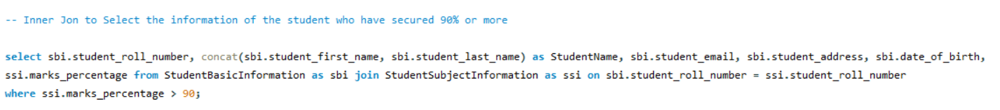 -- Inner Jon to Select the information of the student who have secured 90% or more
select sbi.student_roll_number, concat(sbi.student_first_name, sbi.student_last_name) as StudentName, sbi.student_email, sbi.student_address, sbi.date_of_birth,
ssi.marks_percentage from StudentBasicInformation as sbi join StudentSubjectInformation as ssi on sbi.student_roll_number = ssi.student_roll_number
where ssi.marks_percentage > 90;